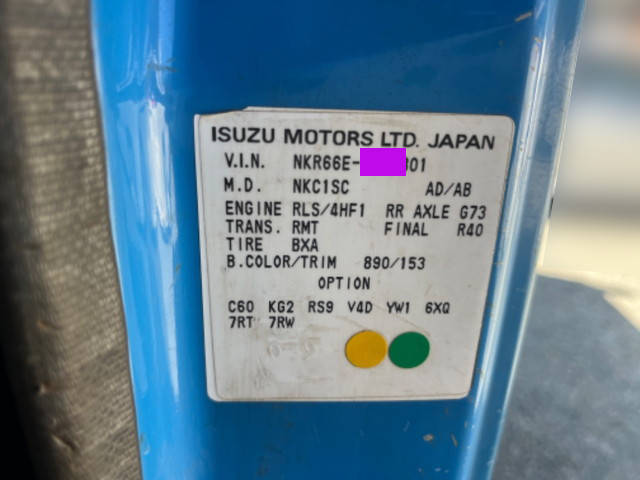 ISUZU MOTORS LTD. JAPAN
V.I.N. NKR66E- 801
M.D. NKC1SC AD/AB
ENGINE RLS/4HF1 RR AXLE G73
TRANS. RMT FINAL R40
TIRE BXA
B.COLOR/TRIM 890/153
OPTION
C60 KG2 RS9 V4D YW1 6XQ
7RT 7RW